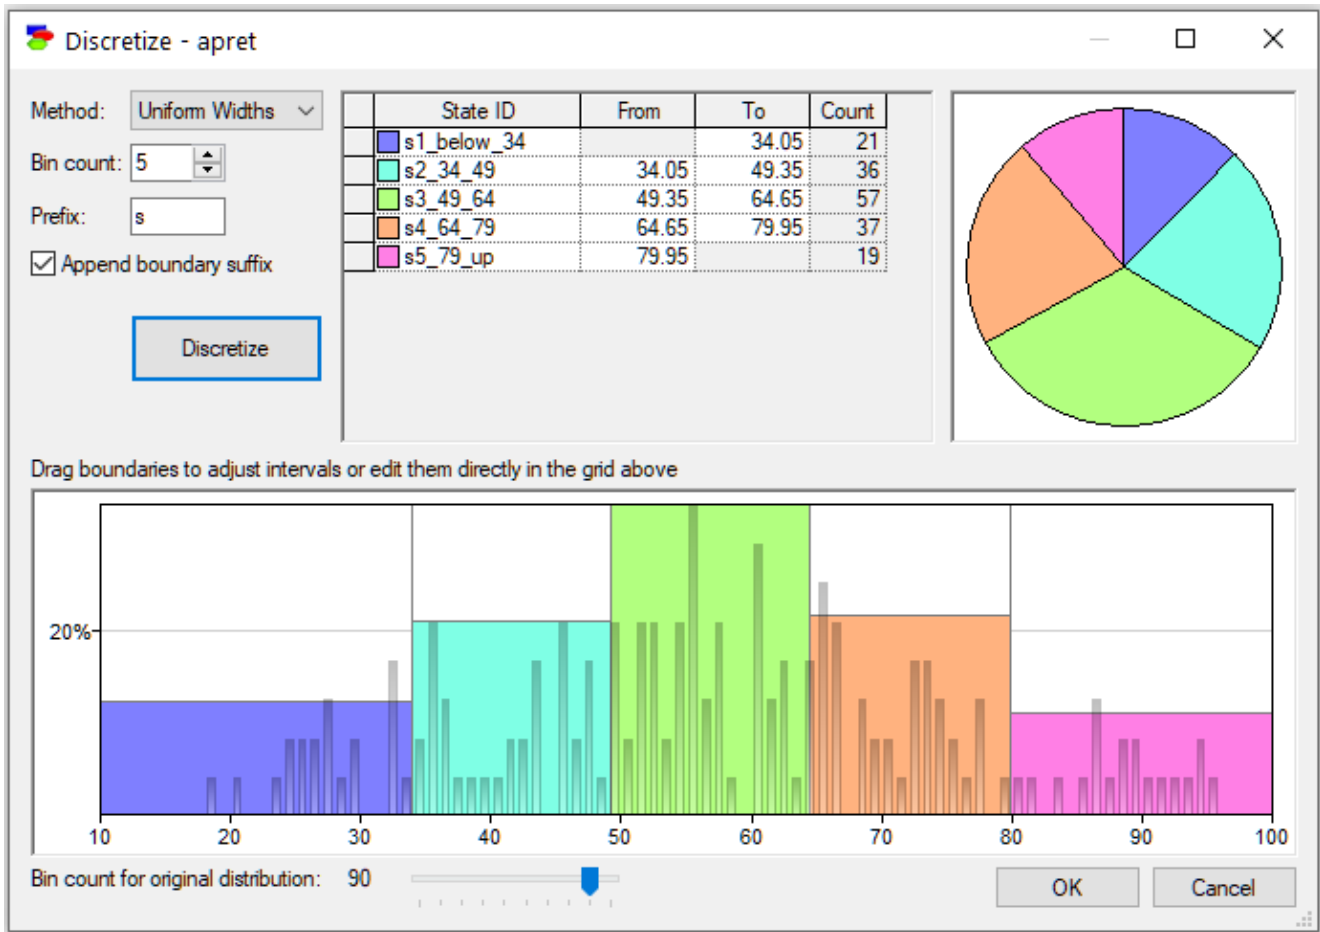 Discretize - apret
Method: Uniform Widths
Bin count: 5
Prefix: s
Append boundary suffix
Discretize
State ID From To Count
s1_below_34 34.05 21
s2_34_49 34.05 49.35 36
s3_49_64 49.35 64.65 57
s4_64_79 64.65 79.95 37
s5_79_up 79.95 19
Drag boundaries to adjust intervals or edit them directly in the grid above
20%
10 20 30 40 50 60 70 80 90 100
Bin count for original distribution: 90
OK Cancel